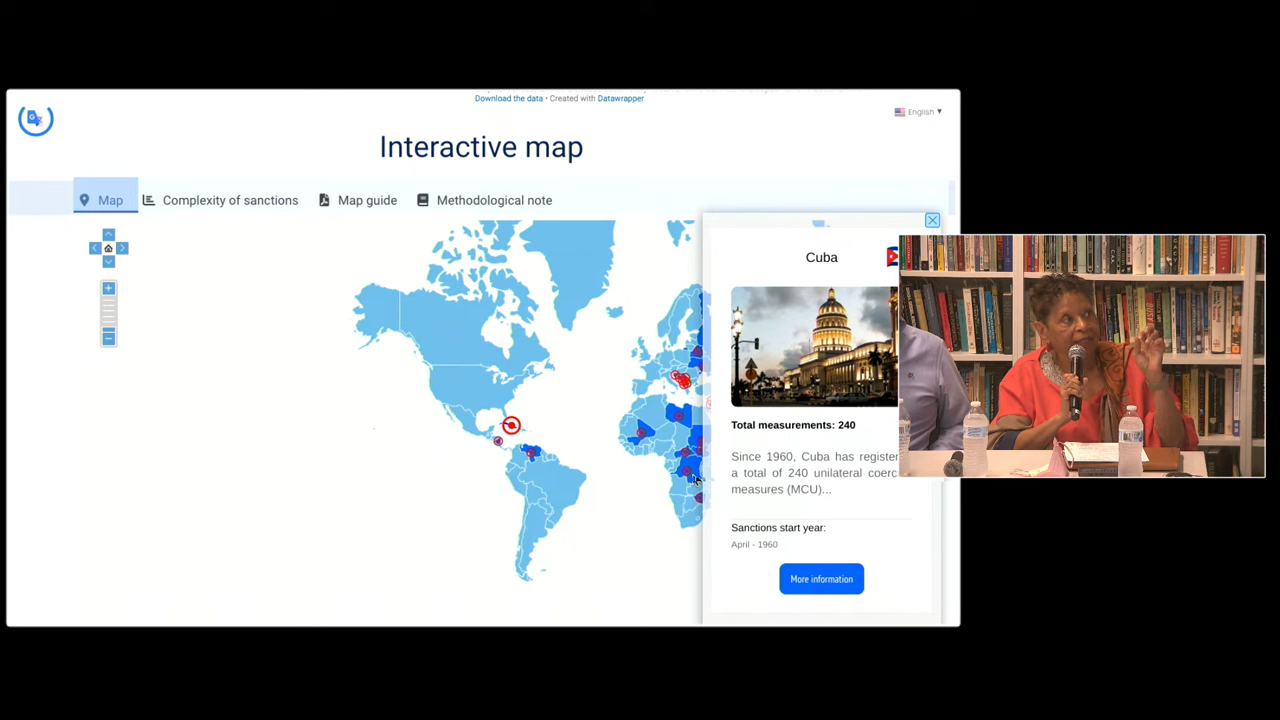 Download the data • Created with Datawrapper
English
Interactive map
Map
Complexity of sanctions
Map guide
Methodological note
Cuba
Total measurements: 240
Since 1960, Cuba has register
a total of 240 unilateral coerc
measures (MCU)...
Sanctions start year:
April - 1960
More information